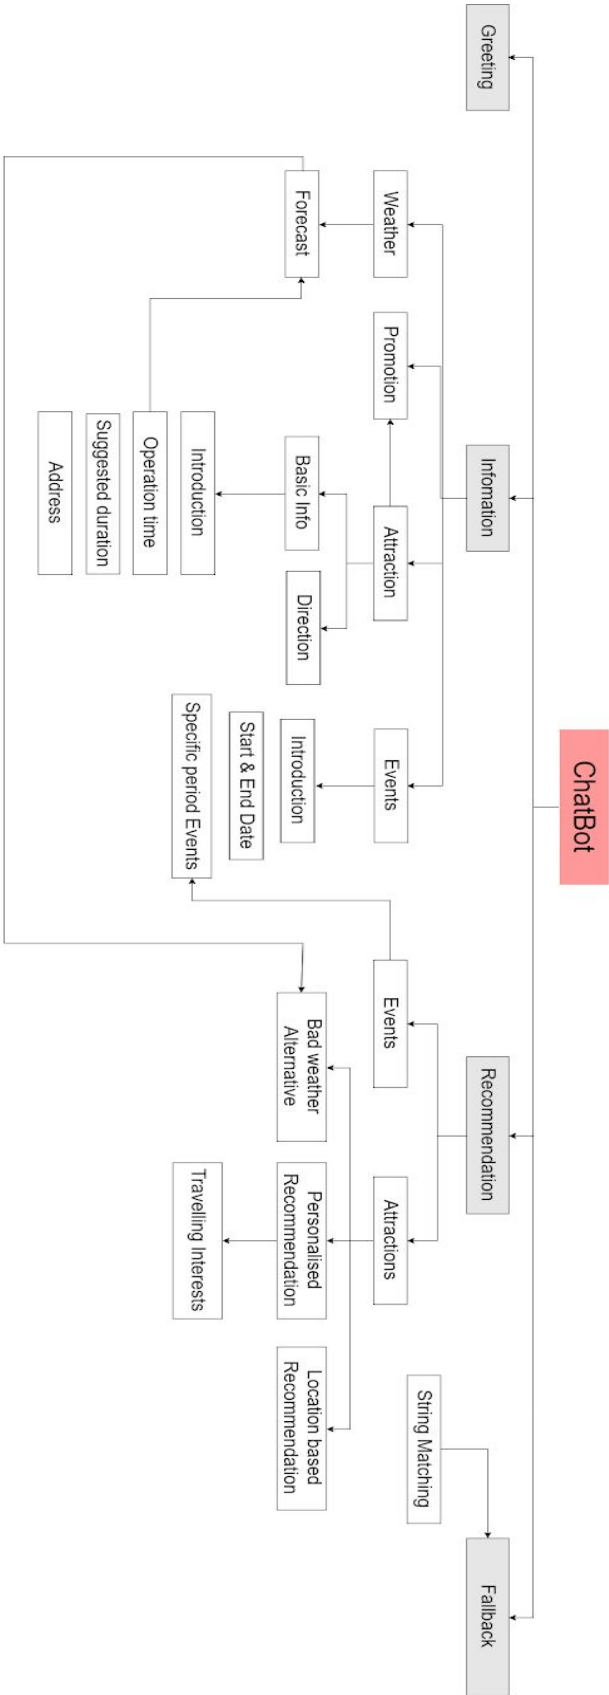 ChatBot
Greeting
Infomation
Recommendation
Fallback
Weather
Promotion
Attraction
Events
Events
Attractions
String Matching
Forecast
Basic Info
Direction
Introduction
Bad weather
Alternative
Personalised
Recommendation
Location based
Recommendation
Introduction
Start & End Date
Travelling Interests
Operation time
Specific period Events
Suggested duration
Address